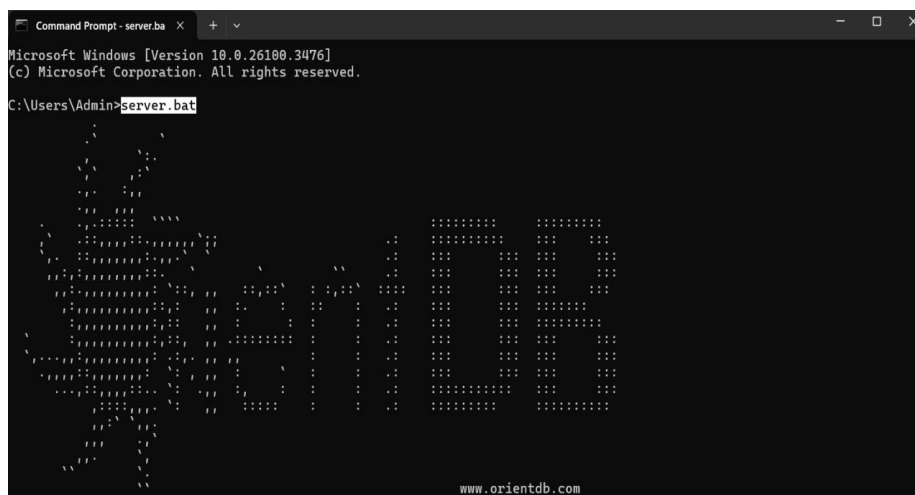 Command Prompt - server.ba
Microsoft Windows [Version 10.0.26100.3476]
(c) Microsoft Corporation. All rights reserved.
C:\Users\Admin>server.bat
OrientDB
www.orientdb.com